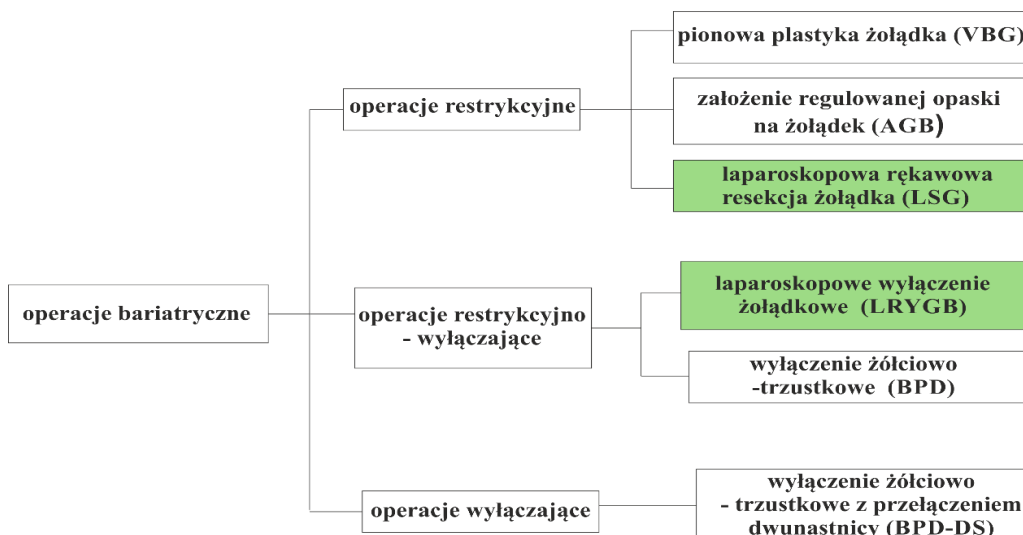 operacje bariatryczne
operacje restrykcyjne
pionowa plastyka żołądka (VBG)
założenie regulowanej opaski
na żołądek (AGB)
laparoskopowa rękawowa
resekcja żołądka (LSG)
operacje restrykcyjno
- wyłączające
laparoskopowe wyłączenie
żołądkowe (LRYGB)
wyłączenie żółciowo
-trzustkowe (BPD)
operacje wyłączające
wyłączenie żółciowo
- trzustkowe z przełączeniem
dwunastnicy (BPD-DS)